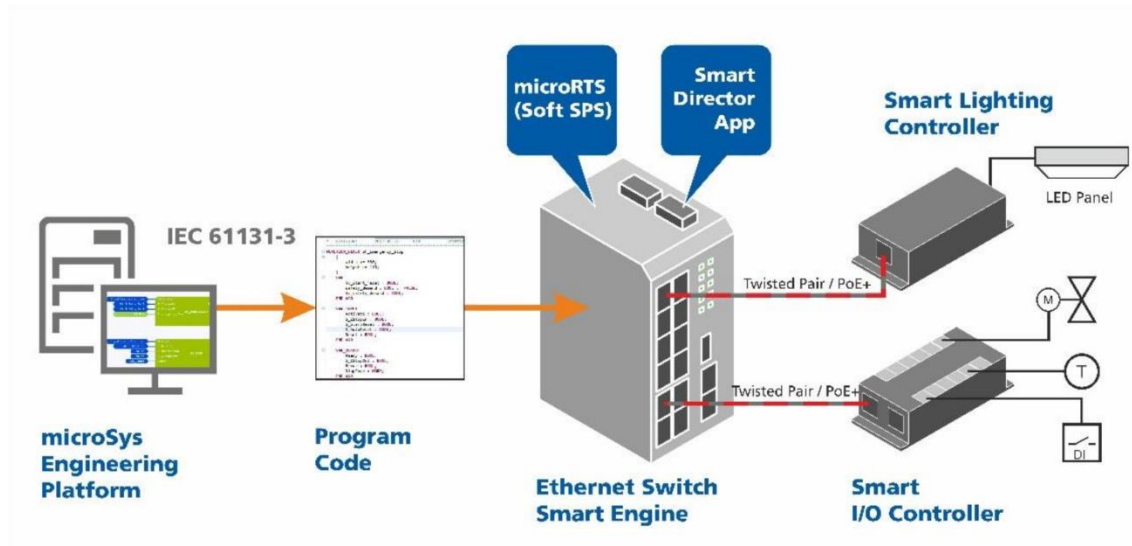 microRTS
(Soft SPS)
Smart
Director
App
Smart Lighting
Controller
LED Panel
IEC 61131-3
Twisted Pair / PoE+
M
Twisted Pair / PoE+
T
DI
microSys
Engineering
Platform
Program
Code
Ethernet Switch
Smart Engine
Smart
I/O Controller